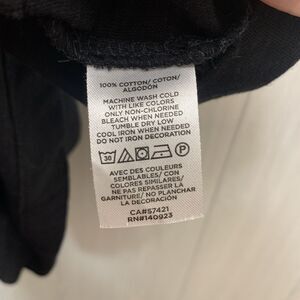 100% COTTON/ COTON/
ALGODÓN
MACHINE WASH COLD
WITH LIKE COLORS
ONLY NON-CHLORINE
BLEACH WHEN NEEDED
TUMBLE DRY LOW
COOL IRON WHEN NEEDED
DO NOT IRON DECORATION
30 P
AVEC DES COULEURS
SEMBLABLES/ CON
COLORES SIMILARES/
NE PAS REPASSER LA
GARNITURE/ NO PLANCHAR
LA DECORACIÓN
CA#57421
RN#140923